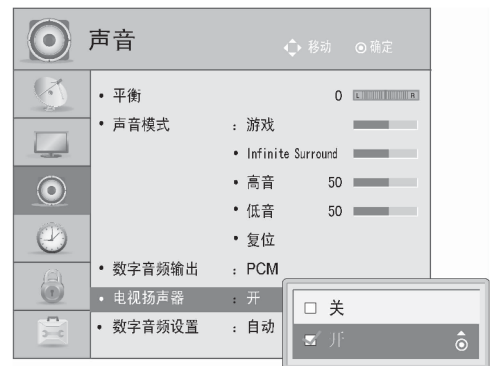 声音 移动 确定
• 平衡 0 L R
• 声音模式 : 游戏
• Infinite Surround
• 高音 50
• 低音 50
• 复位
• 数字音频输出 : PCM
• 电视扬声器 : 开
• 数字音频设置 : 自动
关
开